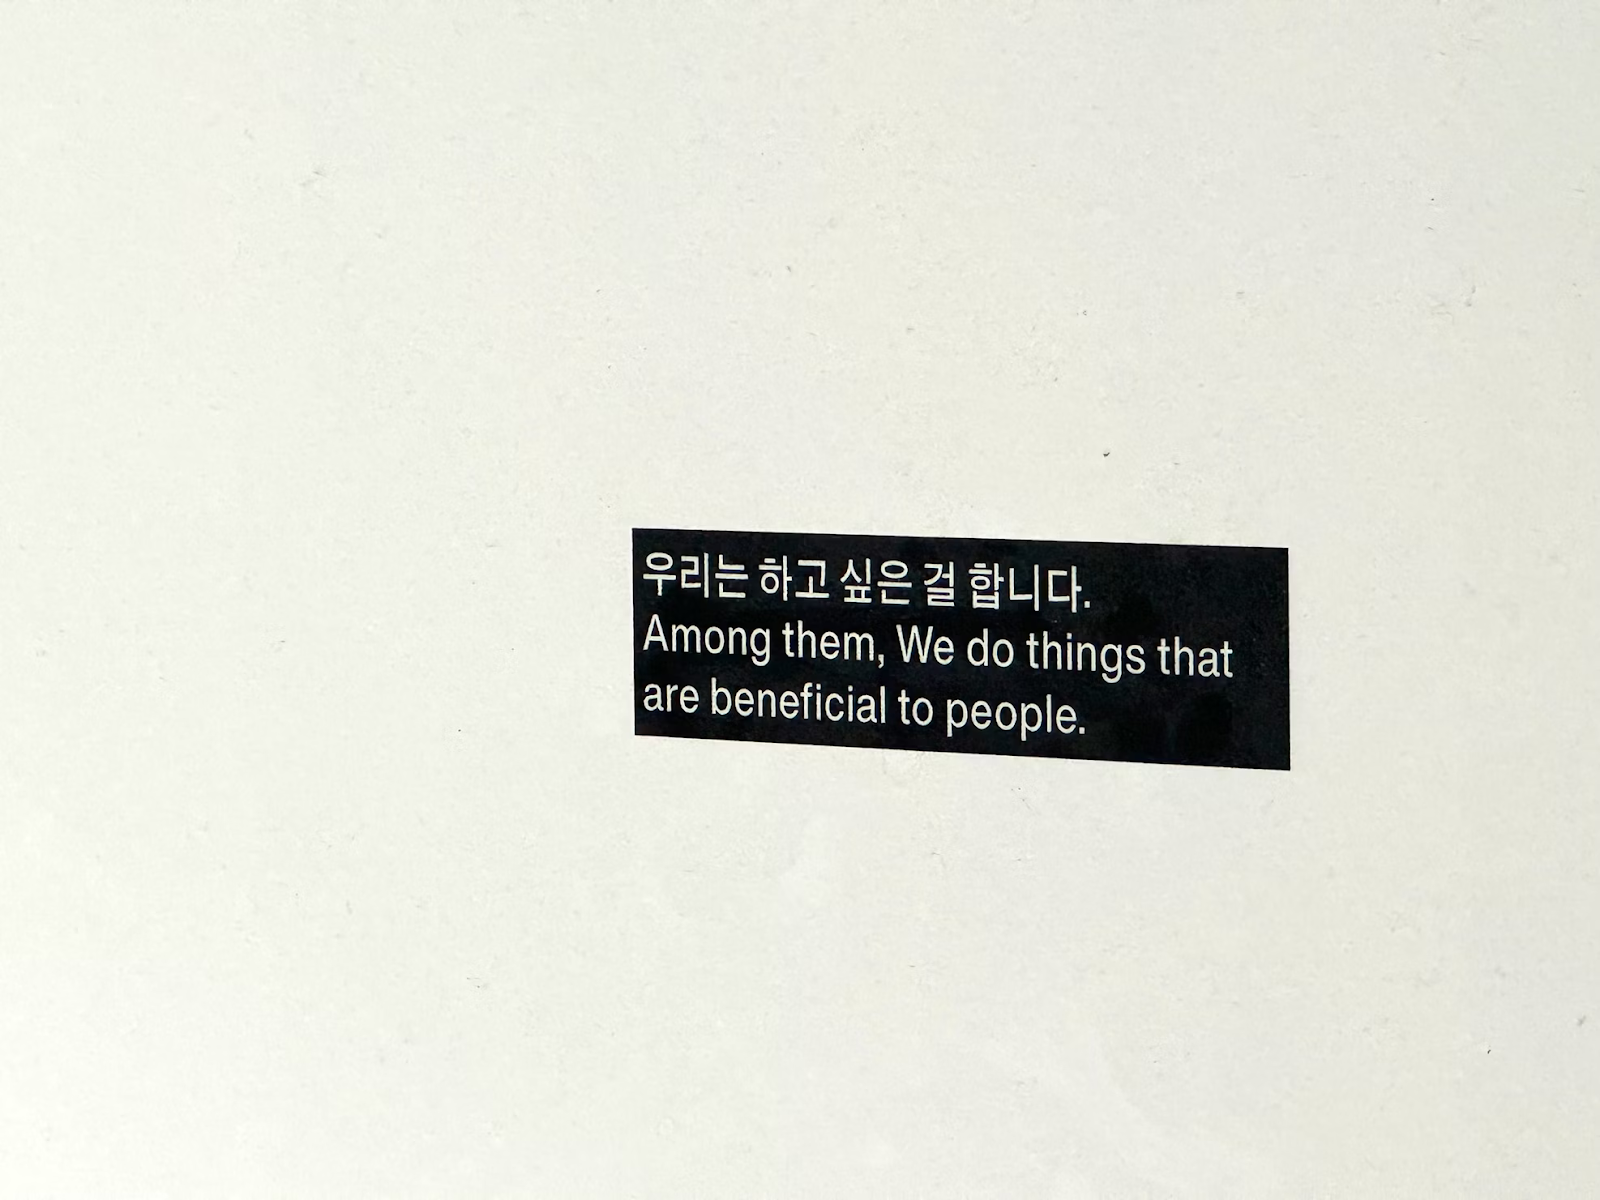 우리는 하고 싶은 걸 합니다.
Among them, We do things that
are beneficial to people.